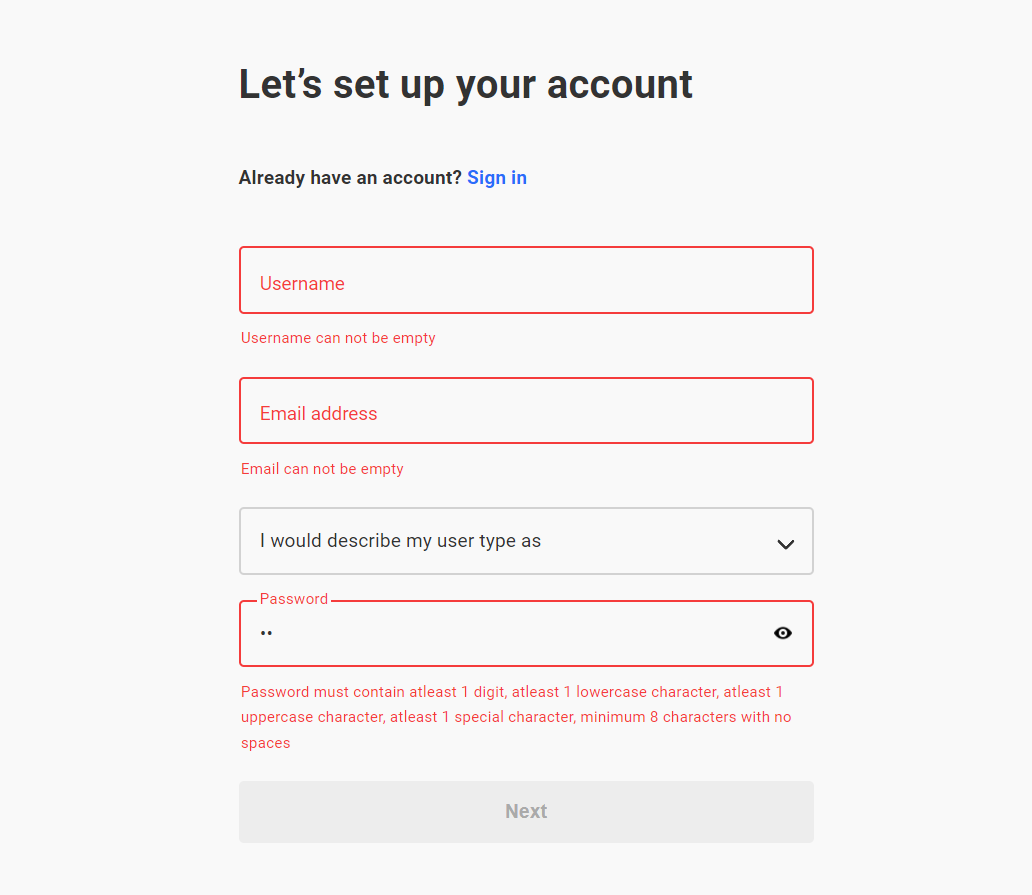 Let’s set up your account
Already have an account? Sign in
Username
Username can not be empty
Email address
Email can not be empty
I would describe my user type as
Password
••
Password must contain atleast 1 digit, atleast 1 lowercase character, atleast 1
uppercase character, atleast 1 special character, minimum 8 characters with no
spaces
Next